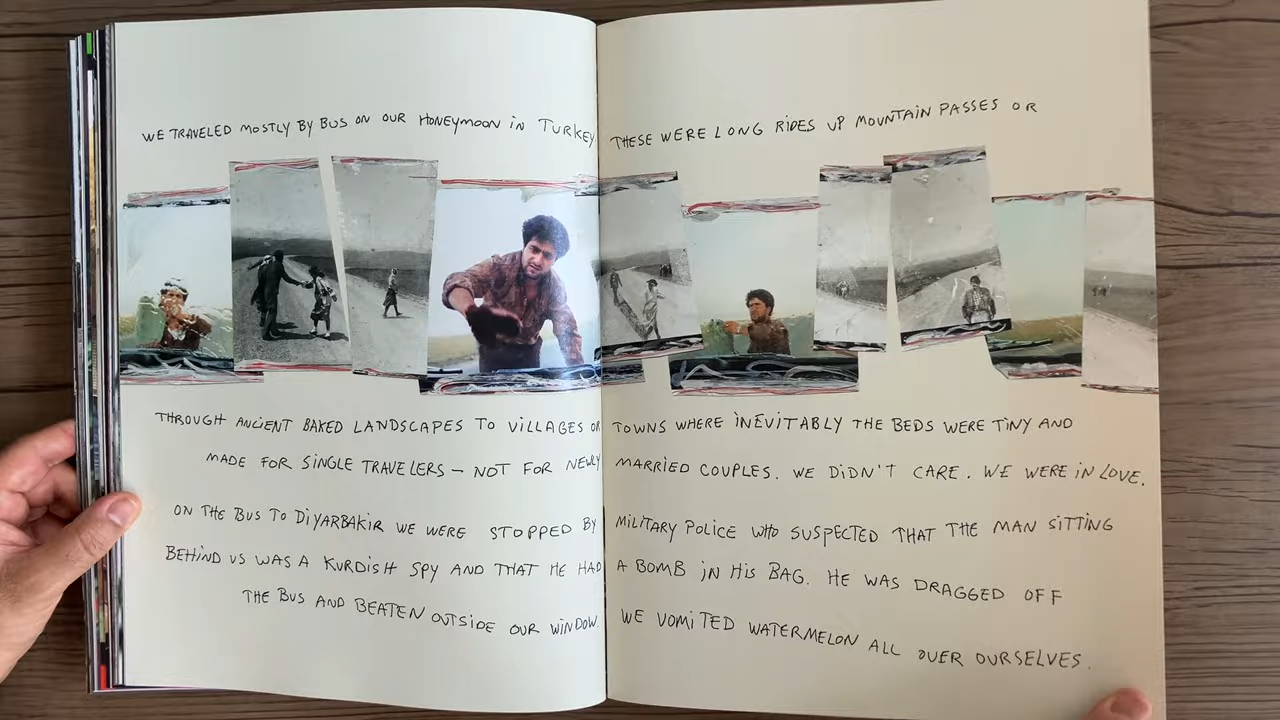 WE TRAVELED MOSTLY BY BUS ON OUR HONEYMOON IN TURKEY THESE WERE LONG RIDES UP MOUNTAIN PASSES OR
THROUGH ANCIENT BAKED LANDSCAPES TO VILLAGES OR TOWNS WHERE INEVITABLY THE BEDS WERE TINY AND
MADE FOR SINGLE TRAVELERS – NOT FOR NEWLY MARRIED COUPLES. WE DIDN'T CARE. WE WERE IN LOVE.
ON THE BUS TO DIYARBAKIR WE WERE STOPPED BY MILITARY POLICE WHO SUSPECTED THAT THE MAN SITTING
BEHIND US WAS A KURDISH SPY AND THAT HE HAD A BOMB IN HIS BAG. HE WAS DRAGGED OFF
THE BUS AND BEATEN OUTSIDE OUR WINDOW. WE VOMITED WATERMELON ALL OVER OURSELVES.